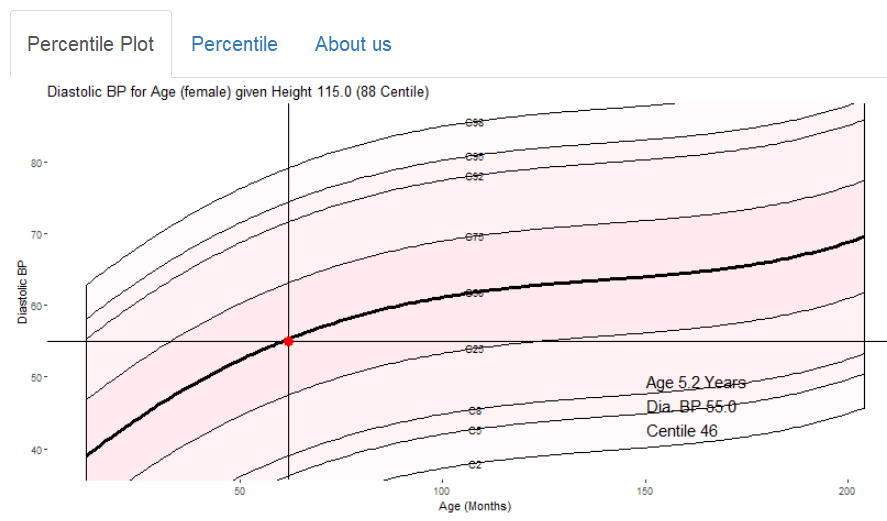 Percentile Plot Percentile About us
Diastolic BP for Age (female) given Height 115.0 (88 Centile)
C98
80
C95
C92
70
C75
Diastolic BP
60
C50
C25
50
Age 5.2 Years
Dia. BP 55.0
C8
Centile 46
C5
40
C2
50 100 150 200
Age (Months)